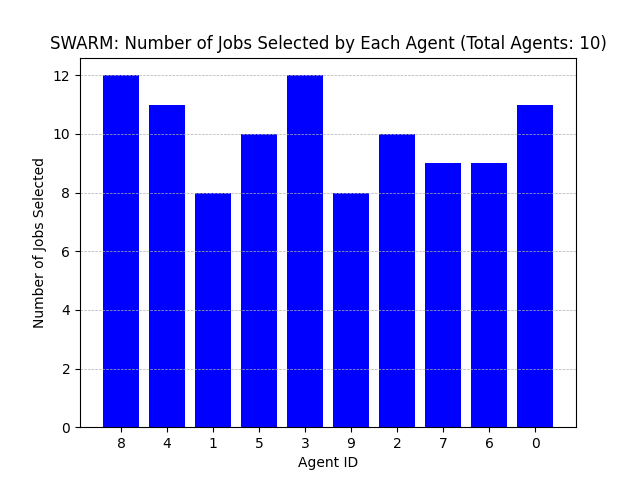 SWARM: Number of Jobs Selected by Each Agent (Total Agents: 10)
12
10
8
6
4
2
0
Number of Jobs Selected
8 4 1 5 3 9 2 7 6 0
Agent ID